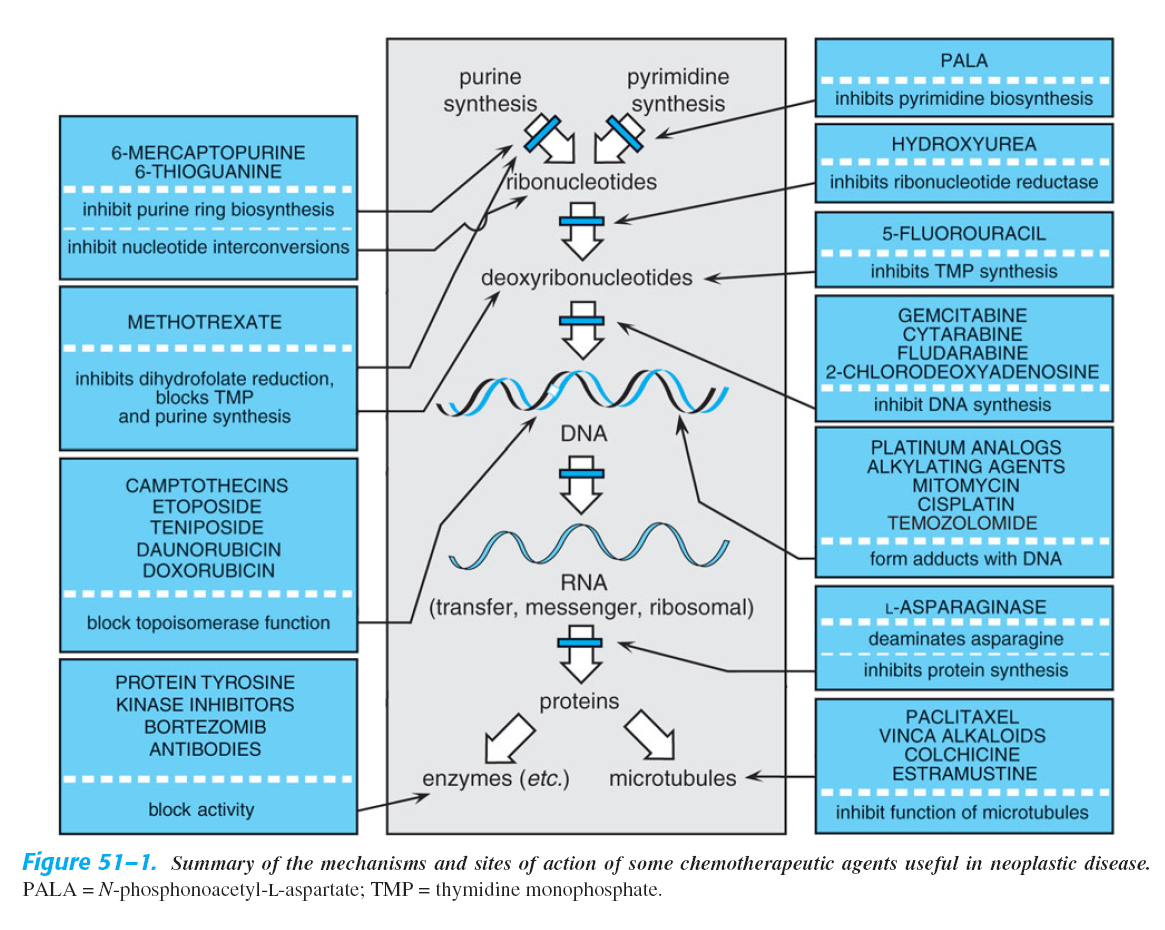 purine
synthesis
pyrimidine
synthesis
ribonucleotides
deoxyribonucleotides
DNA
RNA
(transfer, messenger, ribosomal)
proteins
enzymes (etc.)
microtubules
6-MERCAPTOPURINE
6-THIOGUANINE
inhibit purine ring biosynthesis
inhibit nucleotide interconversions
METHOTREXATE
inhibits dihydrofolate reduction,
blocks TMP
and purine synthesis
CAMPTOTHECINS
ETOPOSIDE
TENIPOSIDE
DAUNORUBICIN
DOXORUBICIN
block topoisomerase function
PROTEIN TYROSINE
KINASE INHIBITORS
BORTEZOMIB
ANTIBODIES
block activity
PALA
inhibits pyrimidine biosynthesis
HYDROXYUREA
inhibits ribonucleotide reductase
5-FLUOROURACIL
inhibits TMP synthesis
GEMCITABINE
CYTARABINE
FLUDARABINE
2-CHLORODEOXYADENOSINE
inhibit DNA synthesis
PLATINUM ANALOGS
ALKYLATING AGENTS
MITOMYCIN
CISPLATIN
TEMOZOLOMIDE
form adducts with DNA
L-ASPARAGINASE
deaminates asparagine
inhibits protein synthesis
PACLITAXEL
VINCA ALKALOIDS
COLCHICINE
ESTRAMUSTINE
inhibit function of microtubules
Figure 51–1. Summary of the mechanisms and sites of action of some chemotherapeutic agents useful in neoplastic disease.
PALA = N-phosphonoacetyl-L-aspartate; TMP = thymidine monophosphate.